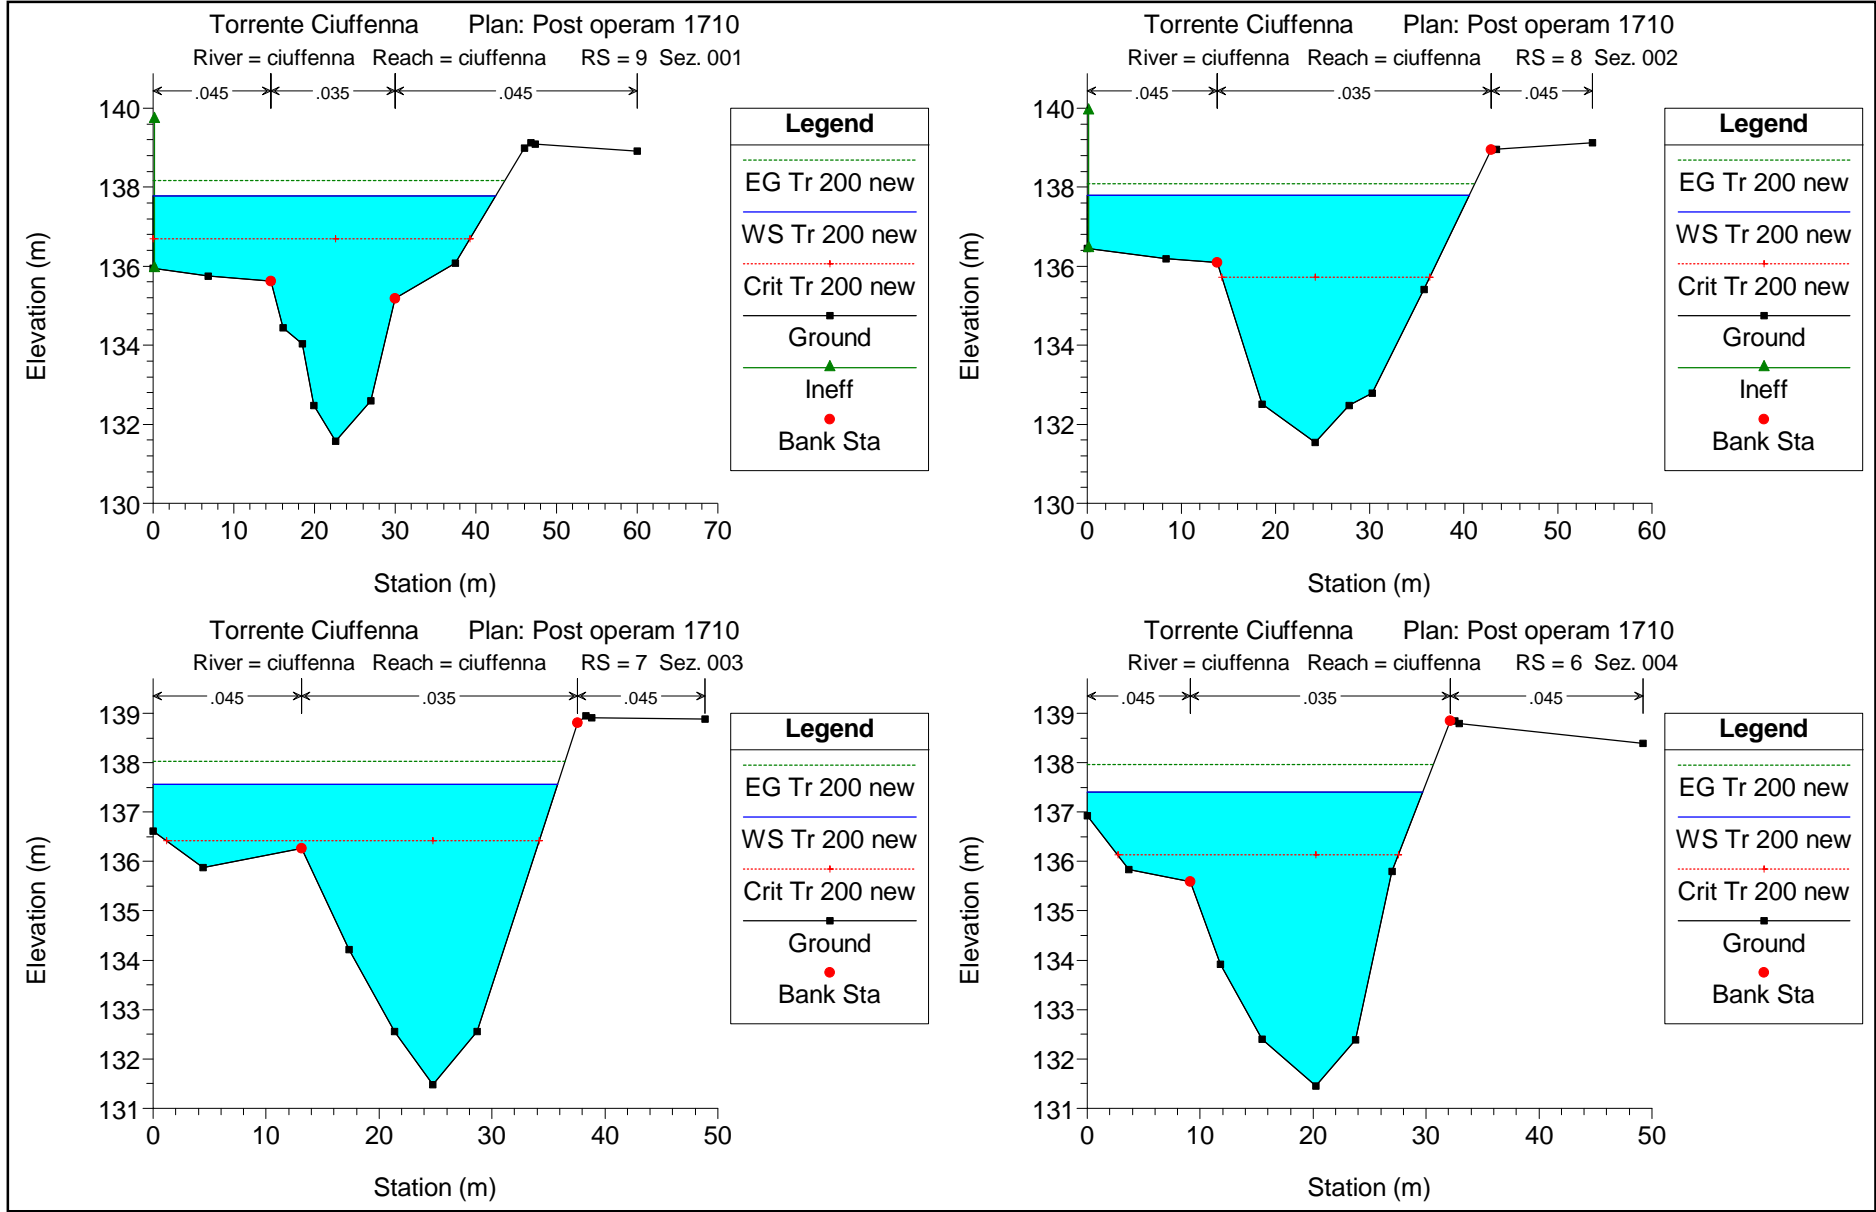 Torrente Ciuffenna Plan: Post operam 1710
River = ciuffenna Reach = ciuffenna RS = 9 Sez. 001
.045 .035 .045
140
138
136
134
132
130
0 10 20 30 40 50 60 70
Elevation (m)
Station (m)
Legend
EG Tr 200 new
WS Tr 200 new
Crit Tr 200 new
Ground
Ineff
Bank Sta
Torrente Ciuffenna Plan: Post operam 1710
River = ciuffenna Reach = ciuffenna RS = 8 Sez. 002
.045 .035 .045
140
138
136
134
132
130
0 10 20 30 40 50 60
Elevation (m)
Station (m)
Legend
EG Tr 200 new
WS Tr 200 new
Crit Tr 200 new
Ground
Ineff
Bank Sta
Torrente Ciuffenna Plan: Post operam 1710
River = ciuffenna Reach = ciuffenna RS = 7 Sez. 003
.045 .035 .045
139
138
137
136
135
134
133
132
131
0 10 20 30 40 50
Elevation (m)
Station (m)
Legend
EG Tr 200 new
WS Tr 200 new
Crit Tr 200 new
Ground
Bank Sta
Torrente Ciuffenna Plan: Post operam 1710
River = ciuffenna Reach = ciuffenna RS = 6 Sez. 004
.045 .035 .045
139
138
137
136
135
134
133
132
131
0 10 20 30 40 50
Elevation (m)
Station (m)
Legend
EG Tr 200 new
WS Tr 200 new
Crit Tr 200 new
Ground
Bank Sta